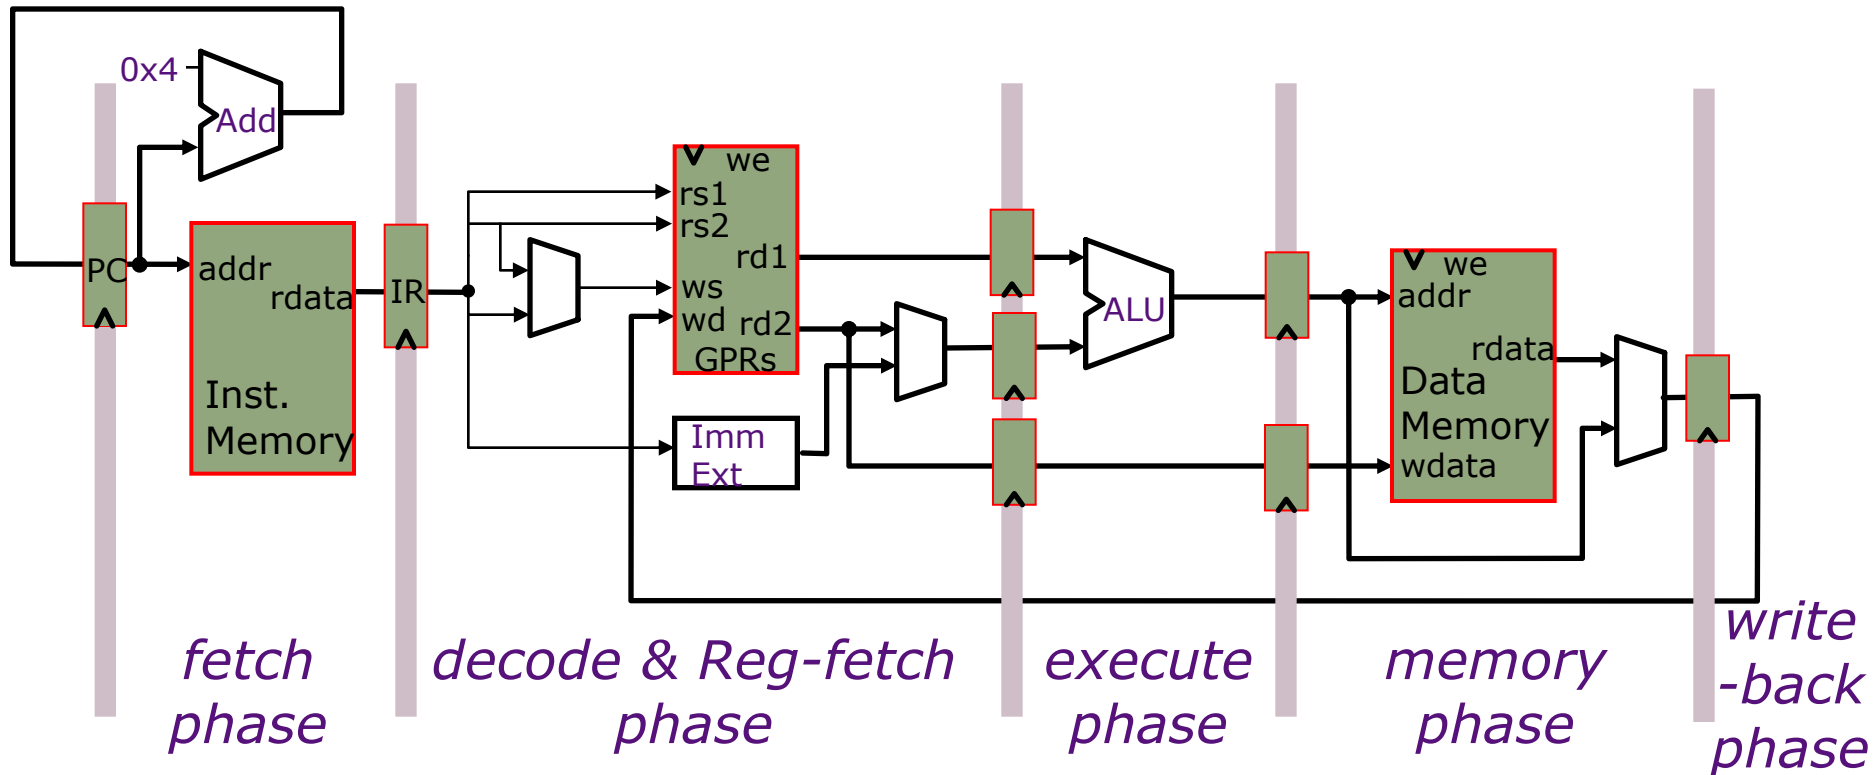 0x4
Add
PC
addr
rdata
Inst.
Memory
IR
we
rs1
rs2
rd1
ws
wd rd2
GPRs
Imm
Ext
ALU
we
addr
rdata
Data
Memory
wdata
fetch
phase
decode & Reg-fetch
phase
execute
phase
memory
phase
write
-back
phase